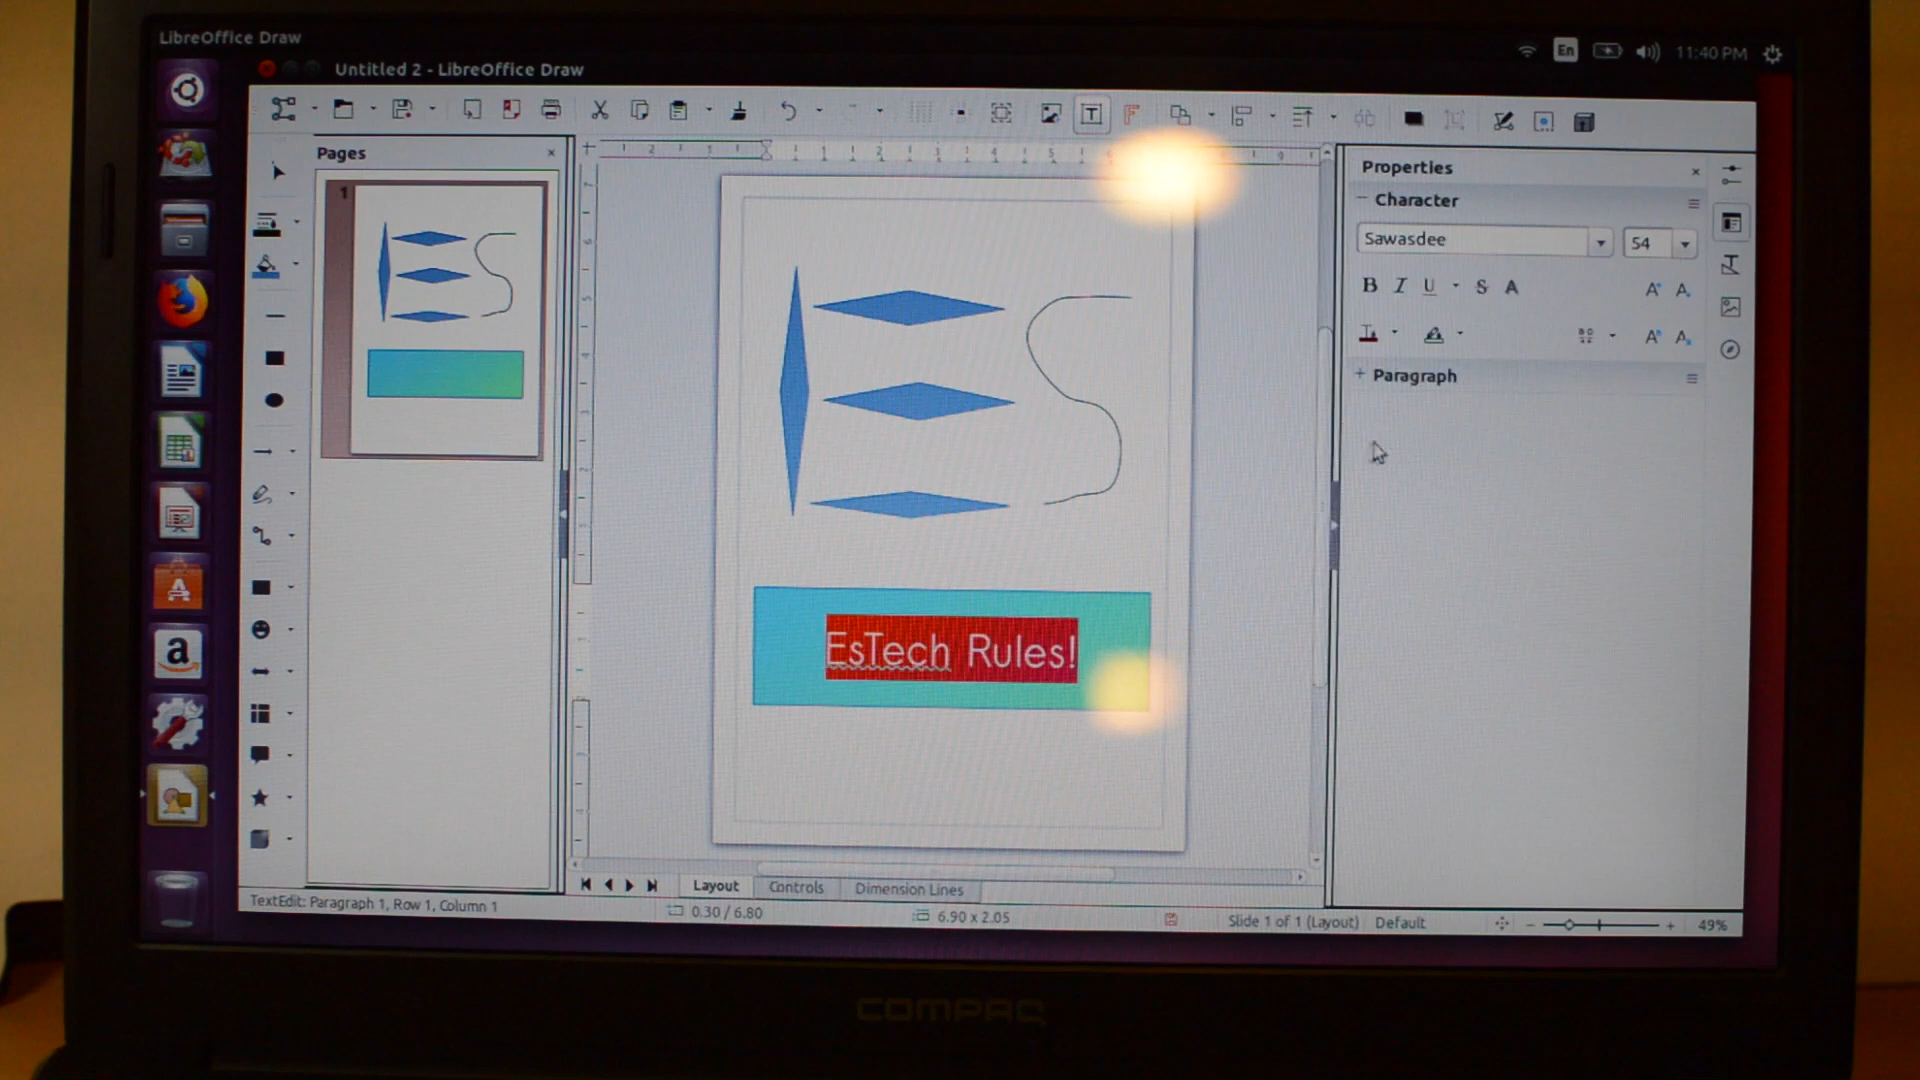 LibreOffice Draw
En
11:40 PM
Untitled 2 - LibreOffice Draw
Pages
1
Properties
Character
Sawasdee
54
B I U S A
Paragraph
EsTech Rules!
Layout
Controls
Dimension Lines
TextEdit: Paragraph 1, Row 1, Column 1
0.30 / 6.80
6.90 x 2.05
Slide 1 of 1 (Layout)
Default
49%
COMPAQ